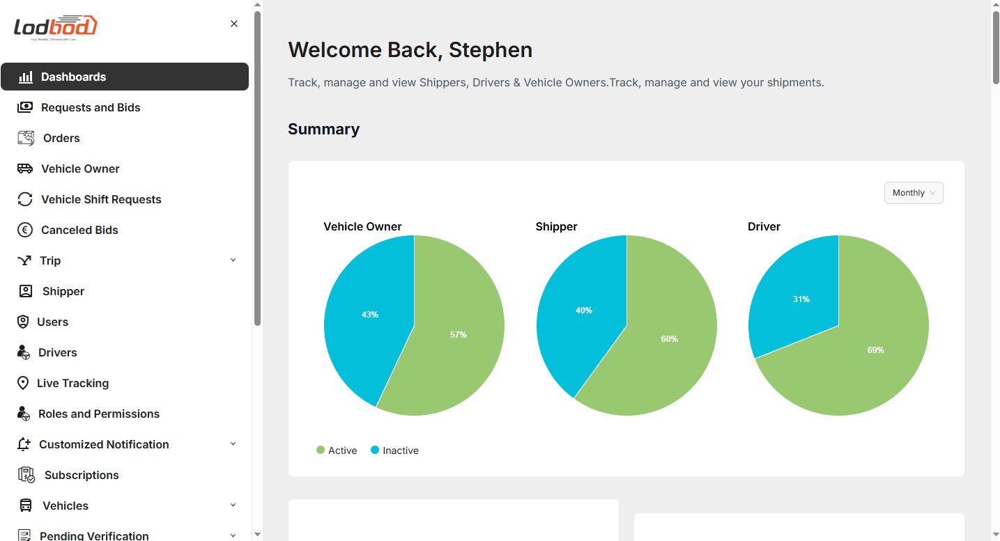 lodbod
Fast, Reliable, Delivered with Care
Dashboards
Requests and Bids
Orders
Vehicle Owner
Vehicle Shift Requests
Canceled Bids
Trip
Shipper
Users
Drivers
Live Tracking
Roles and Permissions
Customized Notification
Subscriptions
Vehicles
Pending Verification
Welcome Back, Stephen
Track, manage and view Shippers, Drivers & Vehicle Owners.Track, manage and view your shipments.
Summary
Monthly
Vehicle Owner
43%
57%
Shipper
40%
60%
Driver
31%
69%
Active
Inactive